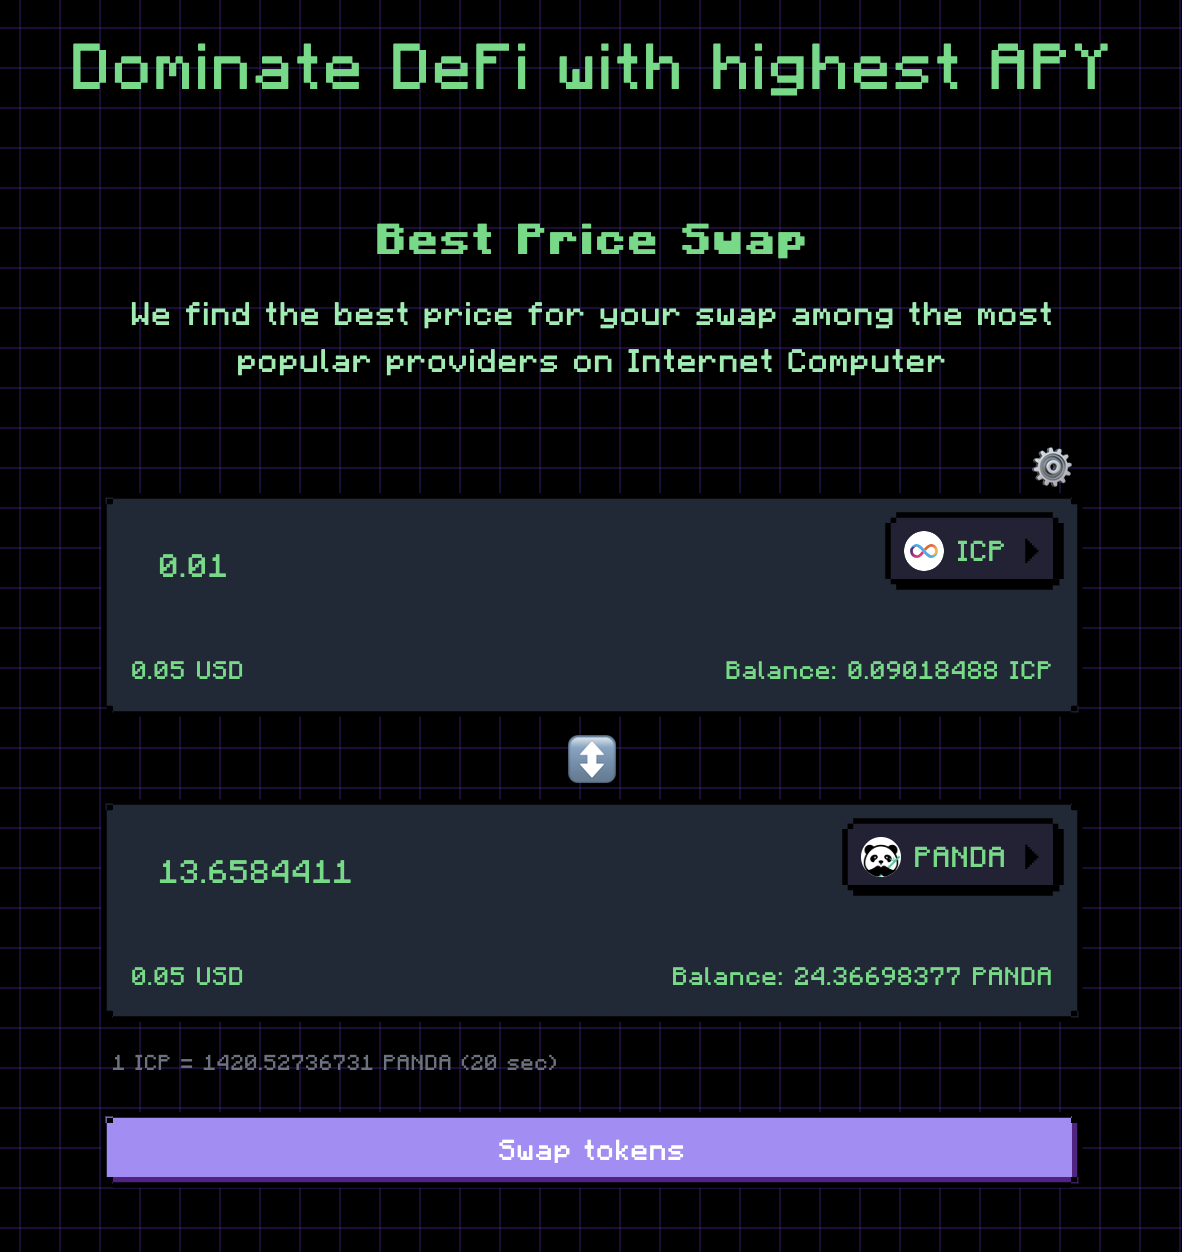 Dominate DeFi with highest APY
Best Price Swap
We find the best price for your swap among the most
popular providers on Internet Computer
0.01
ICP
0.05 USD
Balance: 0.09018488 ICP
13.6584411
PANDA
0.05 USD
Balance: 24.36698377 PANDA
1 ICP = 1420.52736731 PANDA (20 sec)
Swap tokens